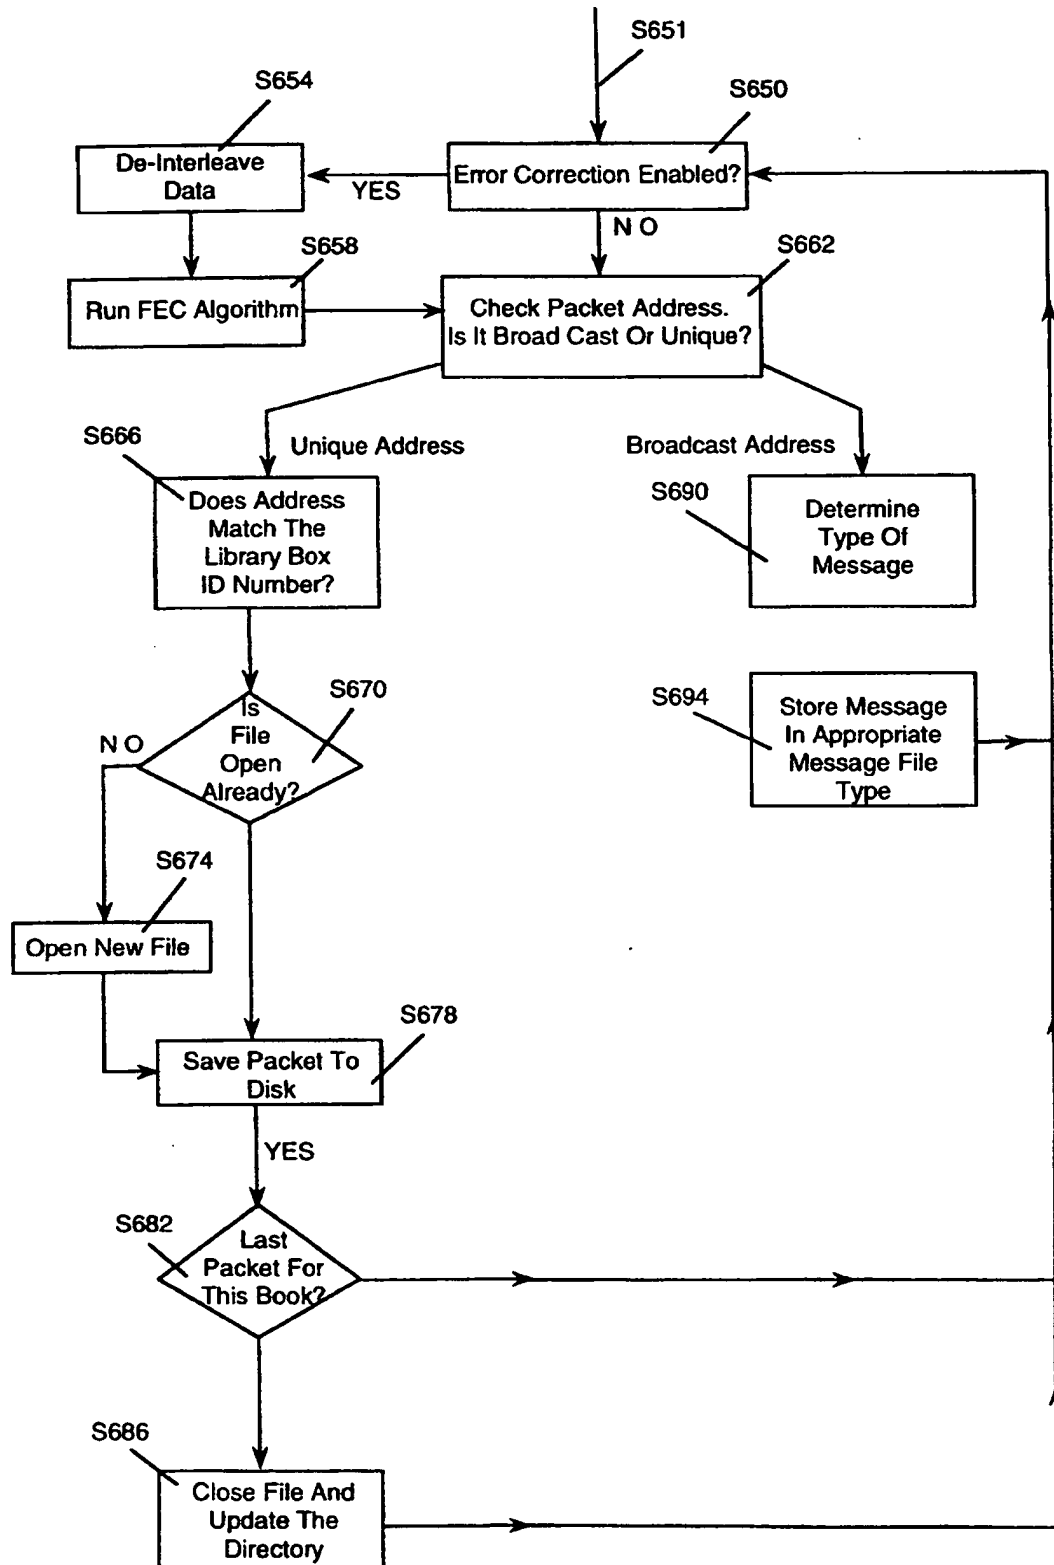 S651
S654
S650
De-Interleave
Data
YES
Error Correction Enabled?
N O
S658
S662
Run FEC Algorithm
Check Packet Address.
Is It Broad Cast Or Unique?
S666
Unique Address
Broadcast Address
Does Address
Match The
Library Box
ID Number?
S690
Determine
Type Of
Message
S670
Is
File
Open
Already?
N O
S694
Store Message
In Appropriate
Message File
Type
S674
Open New File
S678
Save Packet To
Disk
YES
S682
Last
Packet For
This Book?
S686
Close File And
Update The
Directory